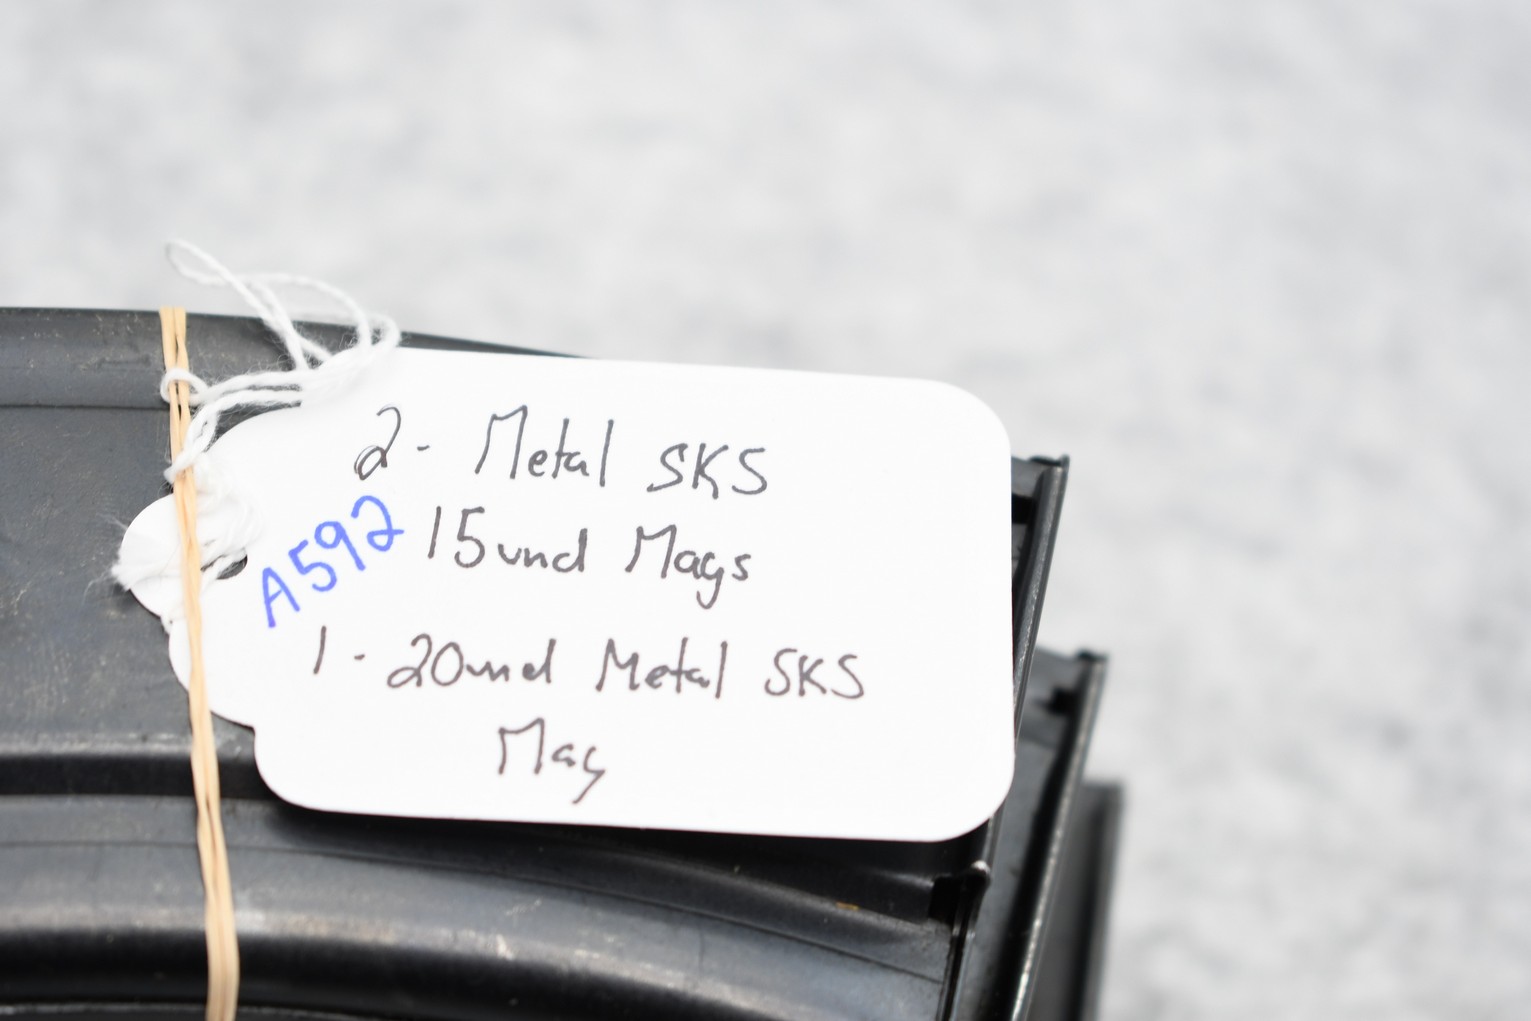 2- Metal SKS
A592
15rnd Mags
1 - 20rnd Metal SKS
Mag